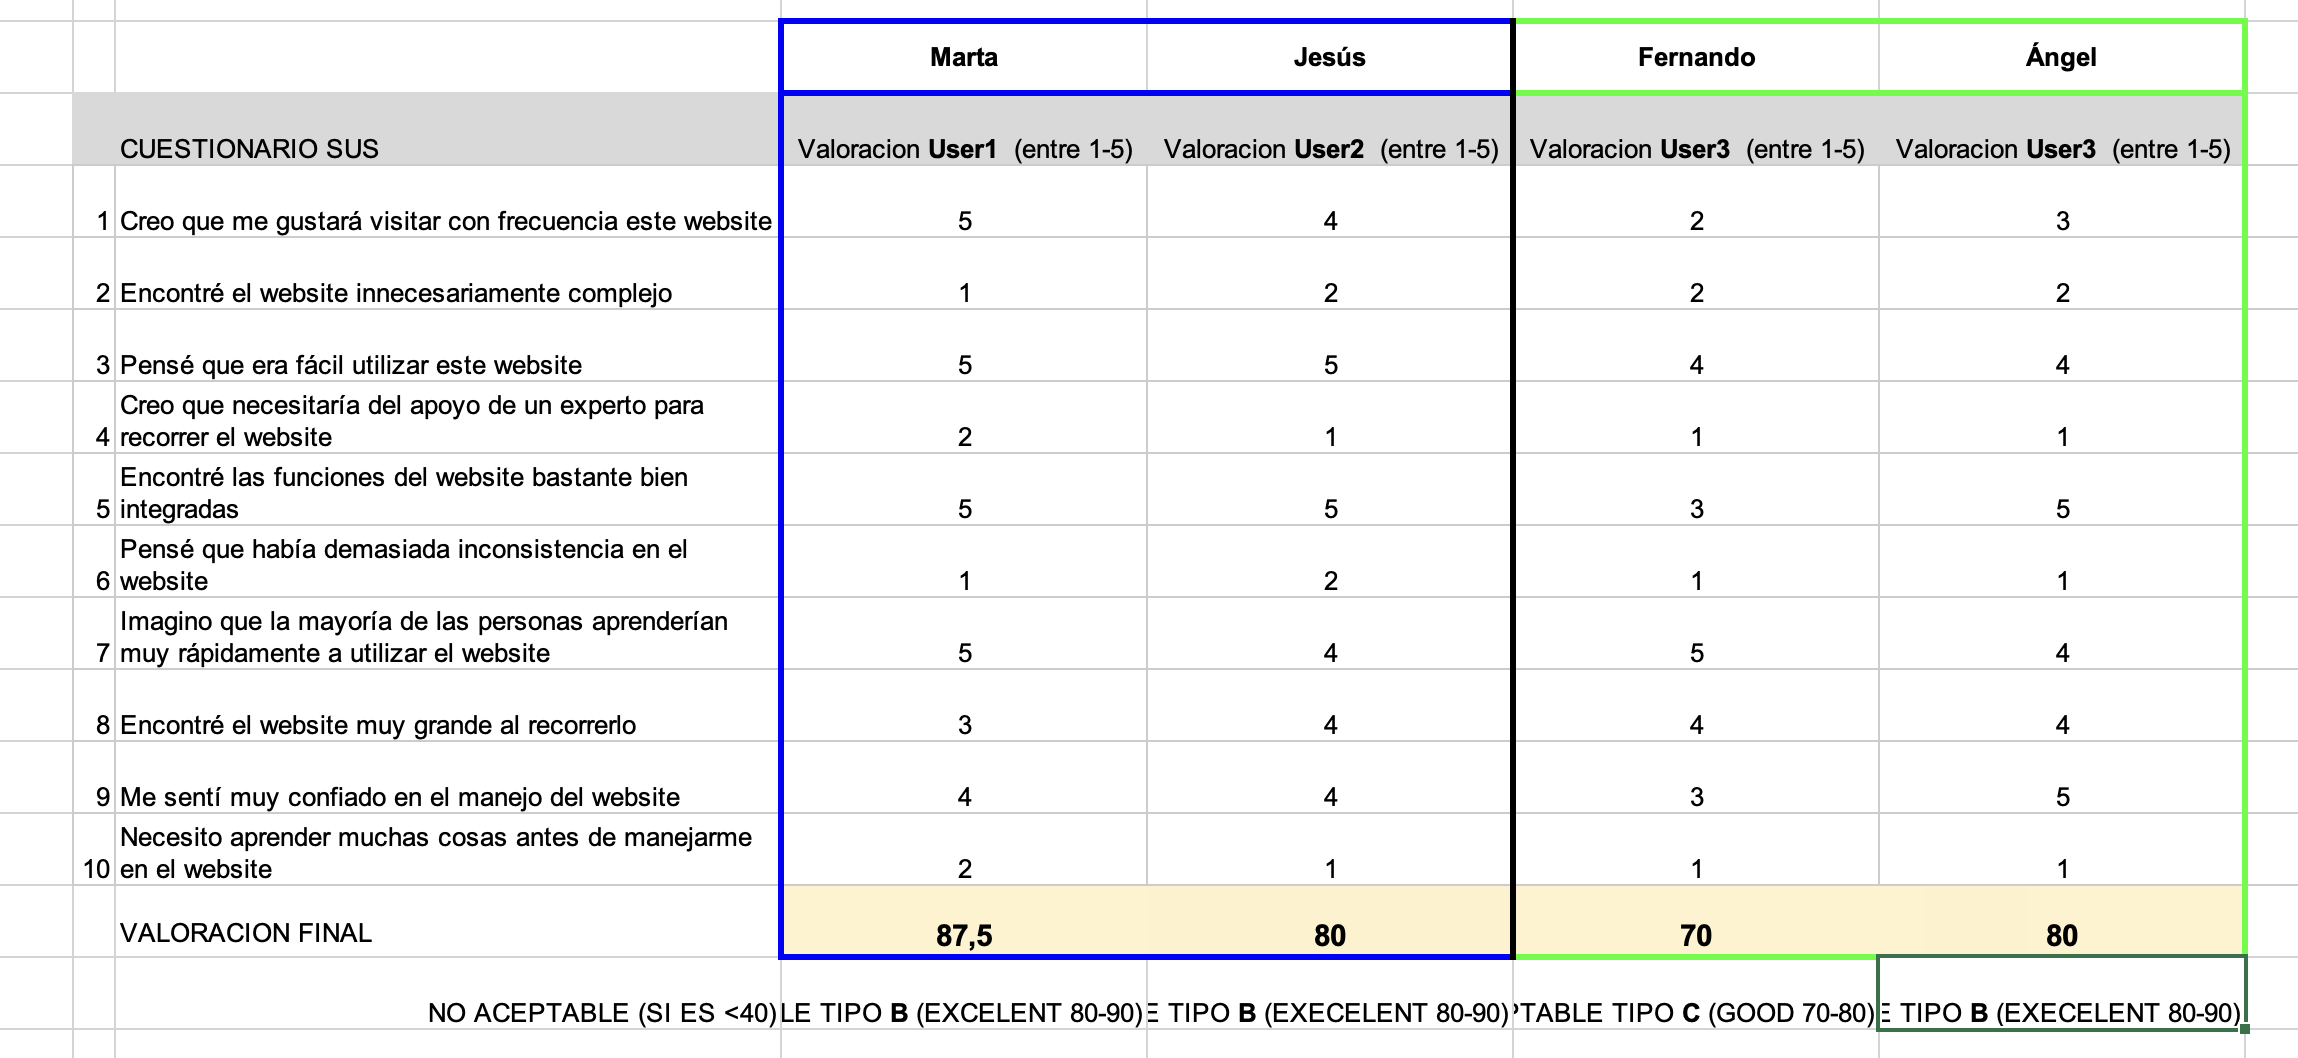 Marta Jesús Fernando Ángel
CUESTIONARIO SUS Valoracion User1 (entre 1-5) Valoracion User2 (entre 1-5) Valoracion User3 (entre 1-5) Valoracion User3 (entre 1-5)
1 Creo que me gustará visitar con frecuencia este website 5 4 2 3
2 Encontré el website innecesariamente complejo 1 2 2 2
3 Pensé que era fácil utilizar este website 5 5 4 4
Creo que necesitaría del apoyo de un experto para
4 recorrer el website 2 1 1 1
Encontré las funciones del website bastante bien
5 integradas 5 5 3 5
Pensé que había demasiada inconsistencia en el
6 website 1 2 1 1
Imagino que la mayoría de las personas aprenderían
7 muy rápidamente a utilizar el website 5 4 5 4
8 Encontré el website muy grande al recorrerlo 3 4 4 4
9 Me sentí muy confiado en el manejo del website 4 4 3 5
Necesito aprender muchas cosas antes de manejarme
10 en el website 2 1 1 1
VALORACION FINAL 87,5 80 70 80
NO ACEPTABLE (SI ES <40) LE TIPO B (EXCELENT 80-90) E TIPO B (EXECELENT 80-90) PTABLE TIPO C (GOOD 70-80) E TIPO B (EXECELENT 80-90)